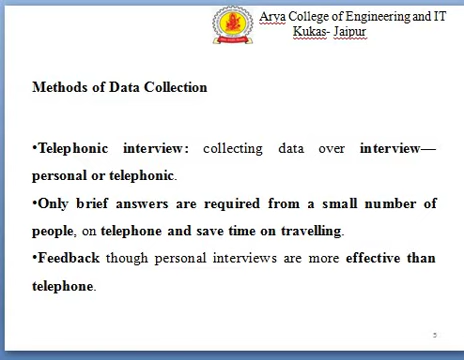 Arya College of Engineering and IT
Kukas- Jaipur
Methods of Data Collection
•Telephonic interview: collecting data over interview—
personal or telephonic.
•Only brief answers are required from a small number of
people, on telephone and save time on travelling.
•Feedback though personal interviews are more effective than
telephone.
5